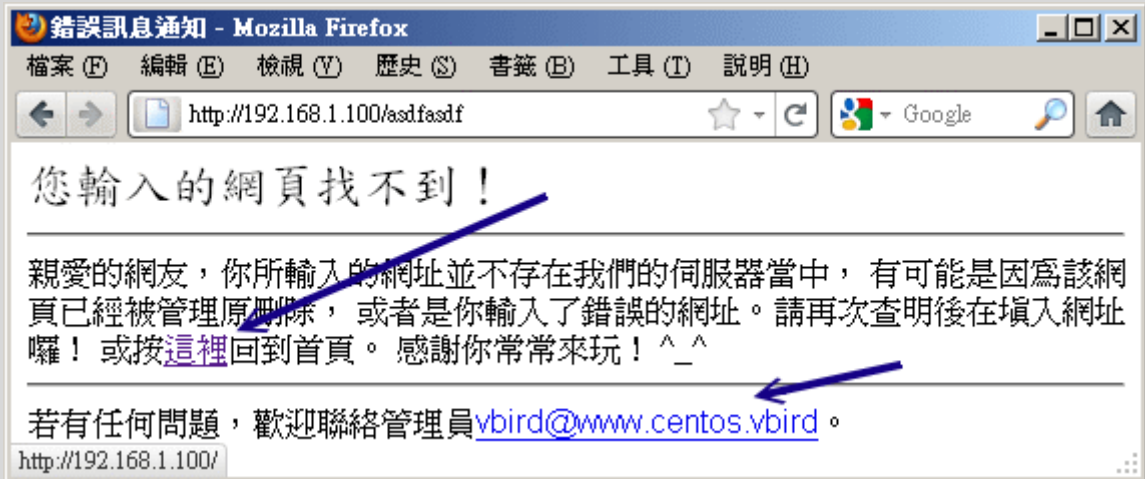 錯誤訊息通知 - Mozilla Firefox
檔案 (F) 編輯 (E) 檢視 (V) 歷史 (S) 書籤 (B) 工具 (T) 說明 (H)
http://192.168.1.100/asdfasdf Google
您輸入的網頁找不到！
親愛的網友，你所輸入的網址並不存在我們的伺服器當中， 有可能是因為該網
頁已經被管理原刪除， 或者是你輸入了錯誤的網址。請再次查明後在填入網址
囉！ 或按這裡回到首頁。 感謝你常常來玩！ ^_^
若有任何問題，歡迎聯絡管理員vbird@www.centos.vbird。
http://192.168.1.100/